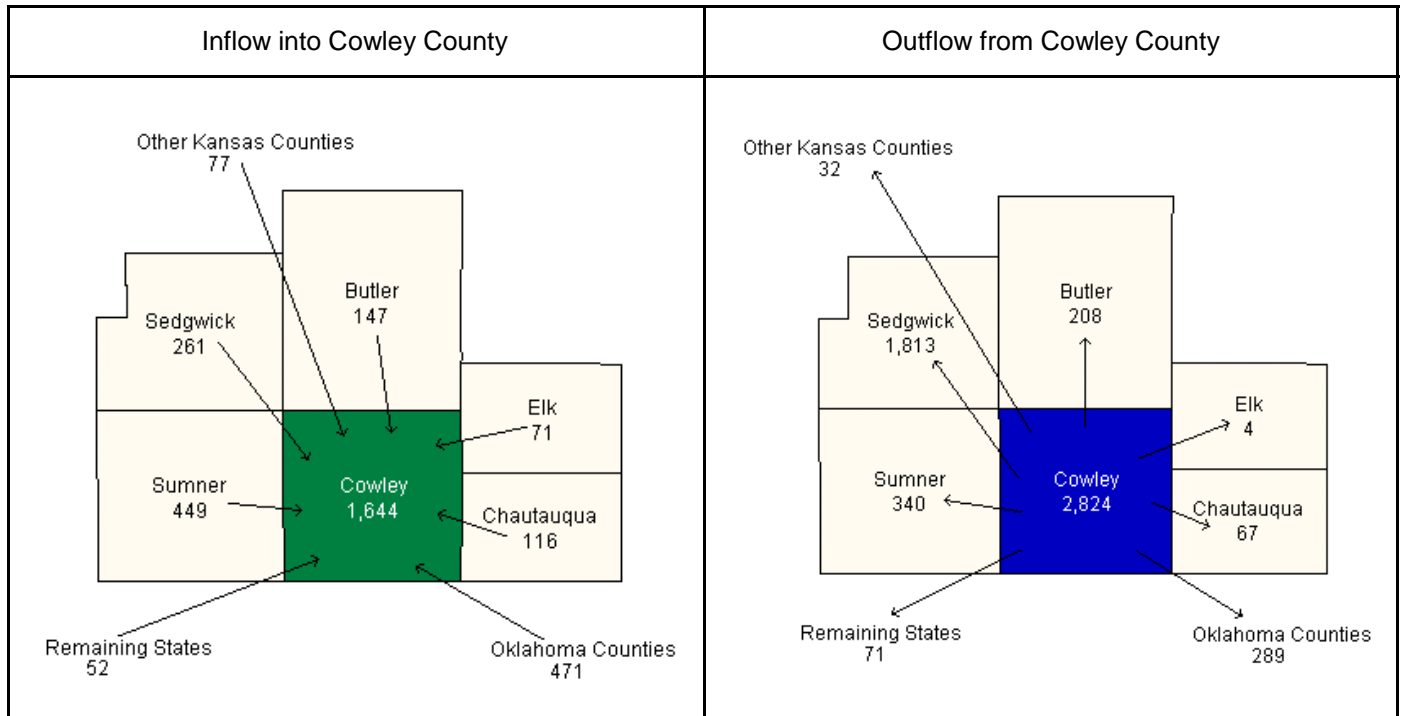 Inflow into Cowley County
Outflow from Cowley County
Other Kansas Counties
77
Butler
147
Sedgwick
261
Elk
71
Sumner
449
Cowley
1,644
Chautauqua
116
Remaining States
52
Oklahoma Counties
471
Other Kansas Counties
32
Butler
208
Sedgwick
1,813
Elk
4
Sumner
340
Cowley
2,824
Chautauqua
67
Remaining States
71
Oklahoma Counties
289